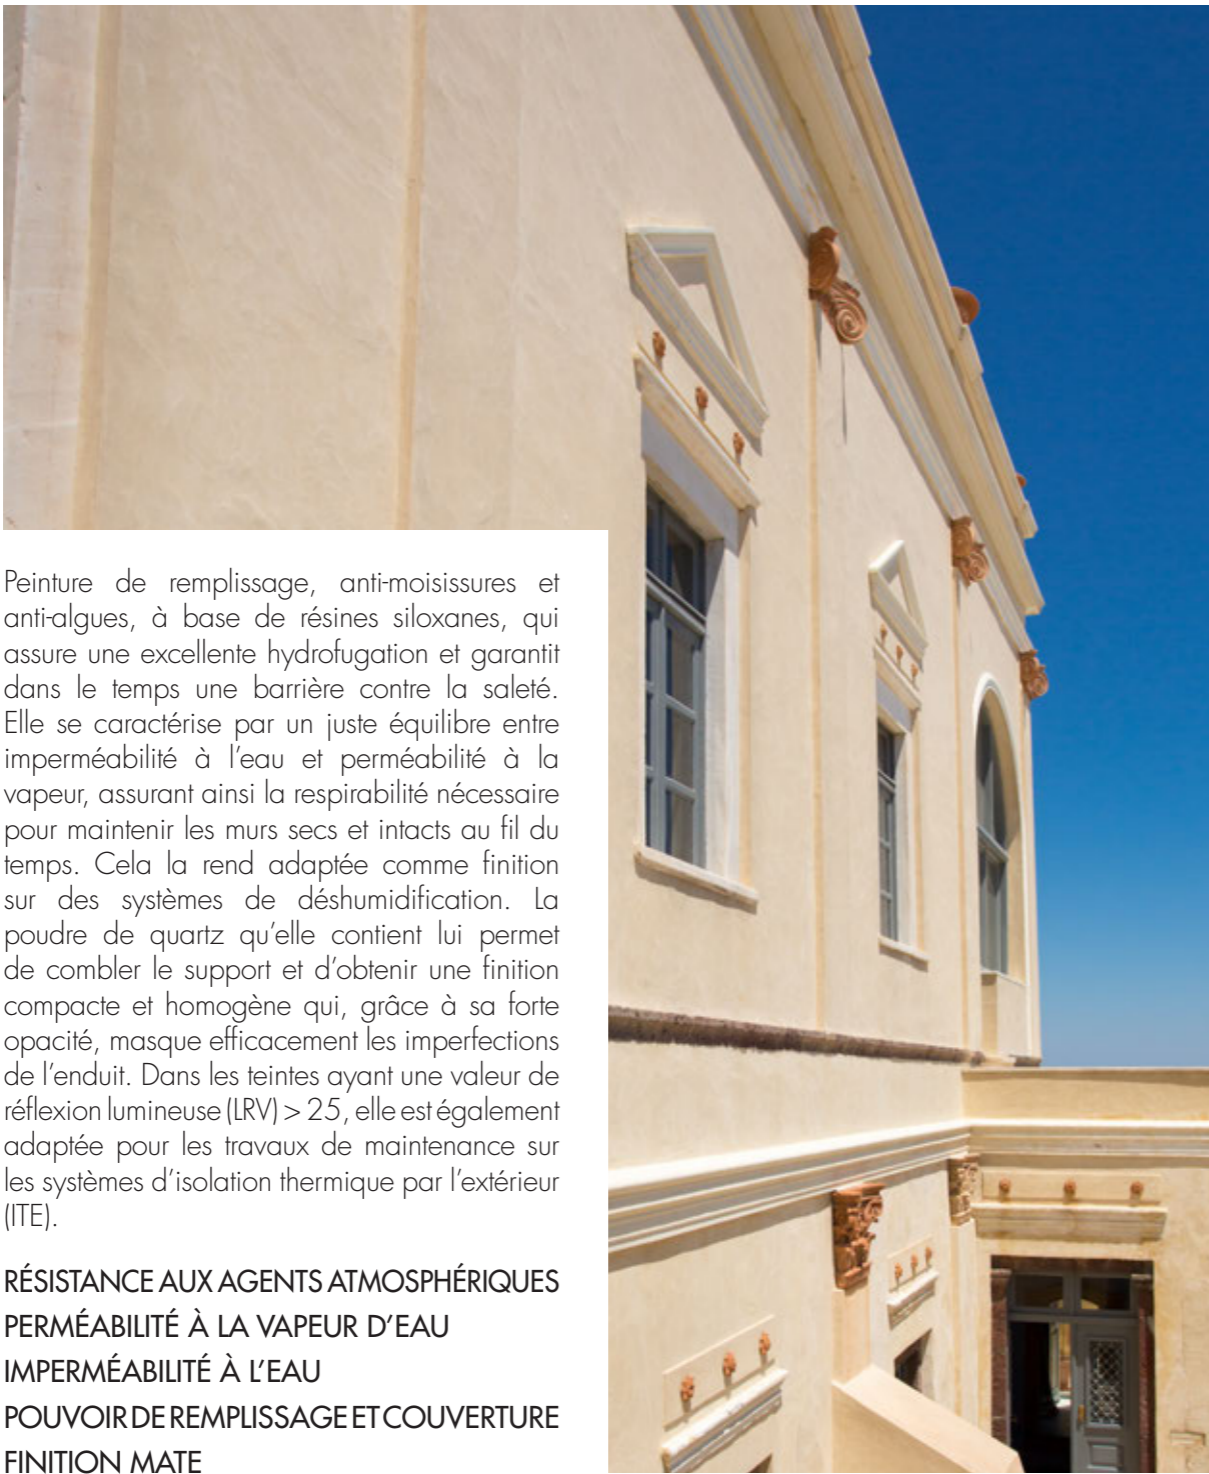 Peinture de remplissage, anti-moisissures et
anti-algues, à base de résines siloxanes, qui
assure une excellente hydrofugation et garantit
dans le temps une barrière contre la saleté.
Elle se caractérise par un juste équilibre entre
imperméabilité à l’eau et perméabilité à la
vapeur, assurant ainsi la respirabilité nécessaire
pour maintenir les murs secs et intacts au fil du
temps. Cela la rend adaptée comme finition
sur des systèmes de déshumidification. La
poudre de quartz qu’elle contient lui permet
de combler le support et d’obtenir une finition
compacte et homogène qui, grâce à sa forte
opacité, masque efficacement les imperfections
de l’enduit. Dans les teintes ayant une valeur de
réflexion lumineuse (LRV) > 25, elle est également
adaptée pour les travaux de maintenance sur
les systèmes d’isolation thermique par l’extérieur
(ITE).
RÉSISTANCE AUX AGENTS ATMOSPHÉRIQUES
PERMÉABILITÉ À LA VAPEUR D’EAU
IMPERMÉABILITÉ À L’EAU
POUVOIR DE REMPLISSAGE ET COUVERTURE
FINITION MATE